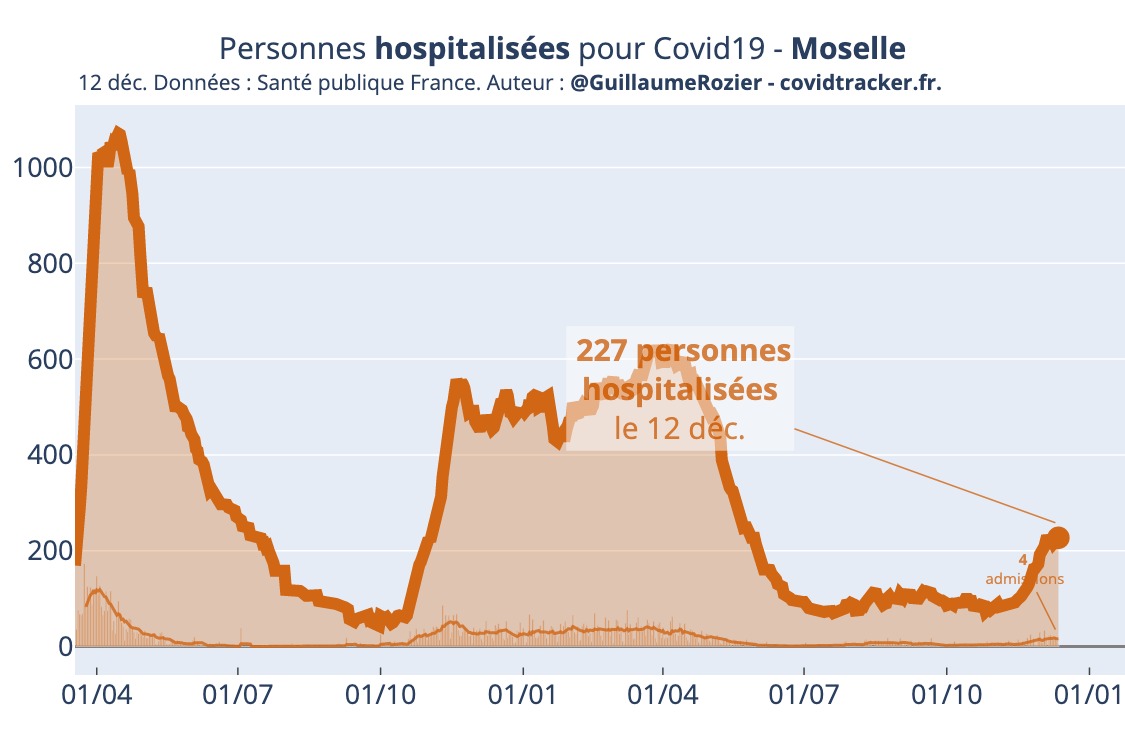 Personnes hospitalisées pour Covid19 - Moselle
12 déc. Données : Santé publique France. Auteur : @GuillaumeRozier - covidtracker.fr.
1000
800
600
400
200
0
227 personnes
hospitalisées
le 12 déc.
4
admissions
01/04
01/07
01/10
01/01
01/04
01/07
01/10
01/01